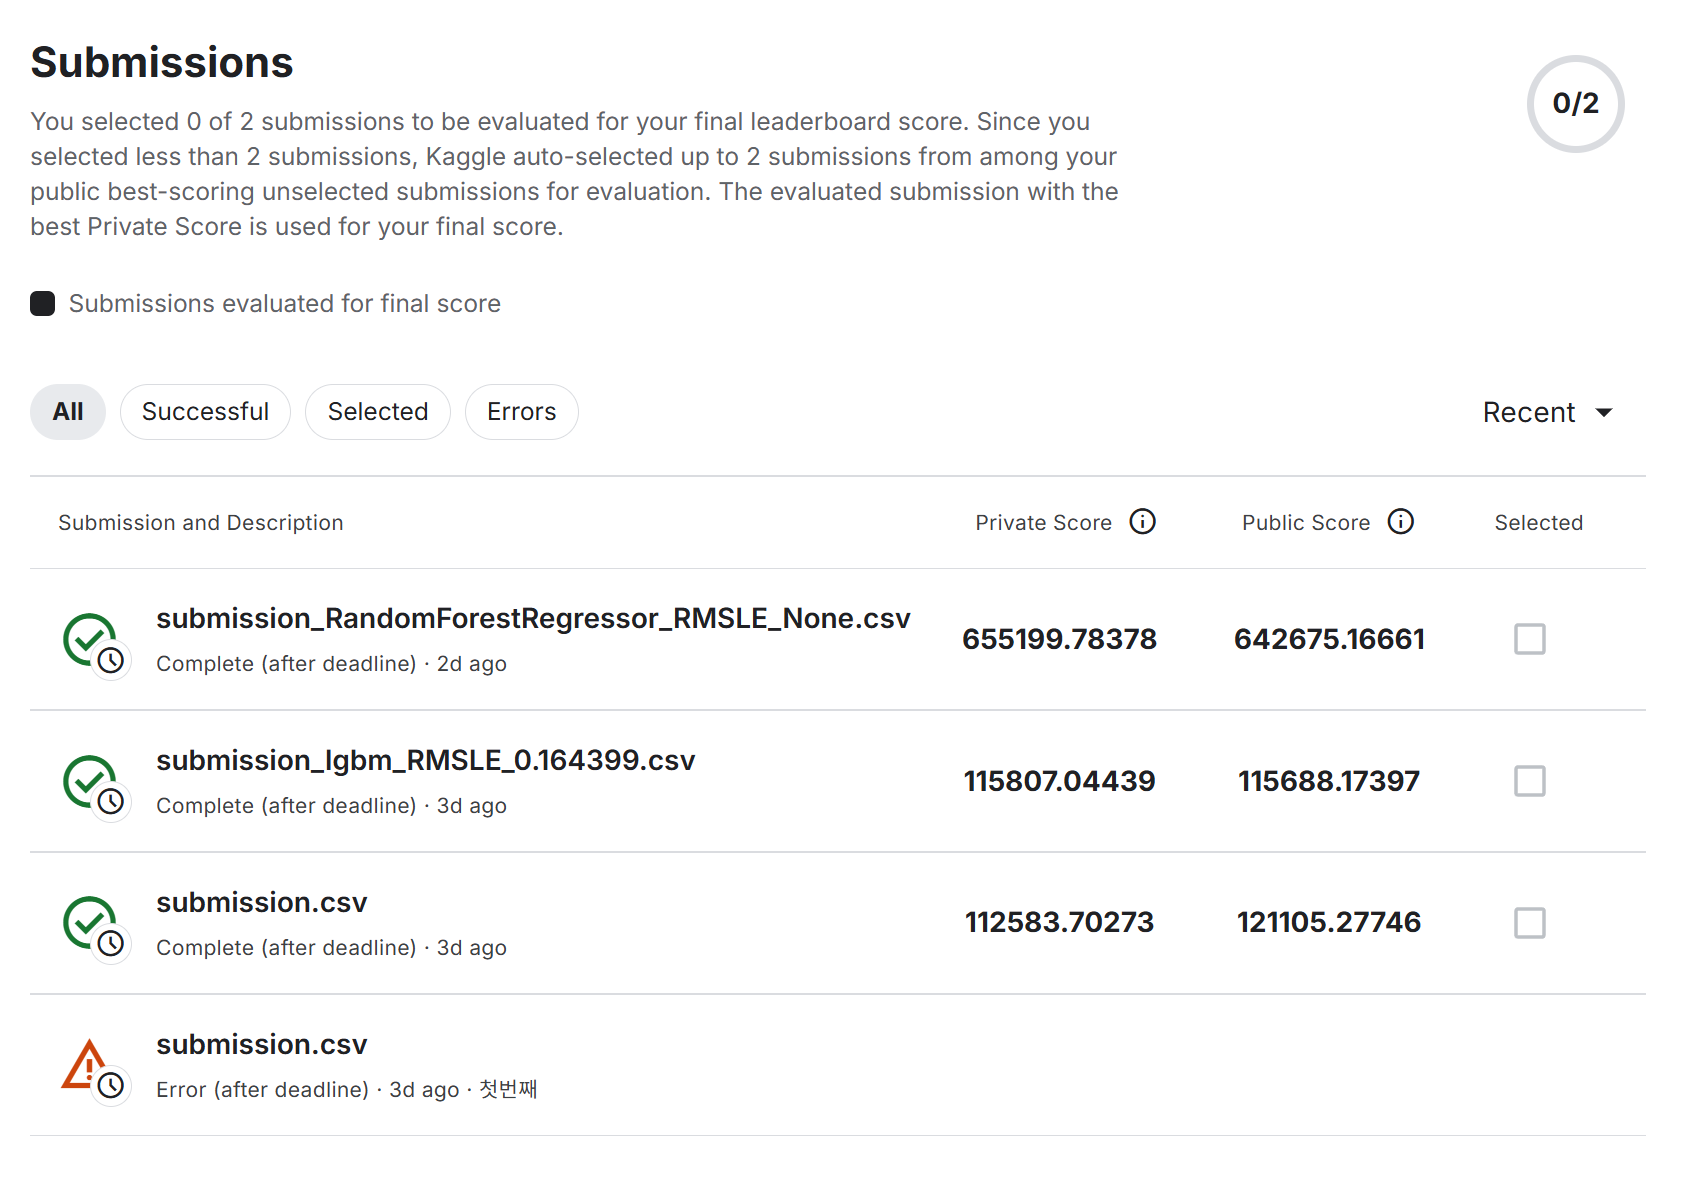 Submissions
0/2
You selected 0 of 2 submissions to be evaluated for your final leaderboard score. Since you
selected less than 2 submissions, Kaggle auto-selected up to 2 submissions from among your
public best-scoring unselected submissions for evaluation. The evaluated submission with the
best Private Score is used for your final score.
Submissions evaluated for final score
All Successful Selected Errors Recent
Submission and Description Private Score Public Score Selected
submission_RandomForestRegressor_RMSLE_None.csv 655199.78378 642675.16661
Complete (after deadline) · 2d ago
submission_lgbm_RMSLE_0.164399.csv 115807.04439 115688.17397
Complete (after deadline) · 3d ago
submission.csv 112583.70273 121105.27746
Complete (after deadline) · 3d ago
submission.csv
Error (after deadline) · 3d ago · 첫번째